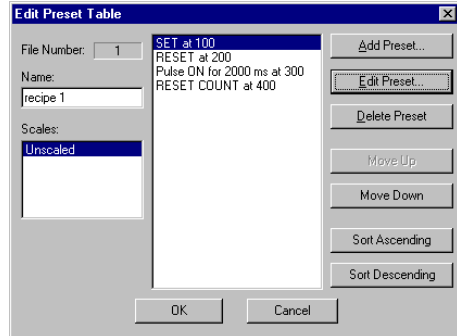 Edit Preset Table
File Number: 1
Name:
recipe 1
Scales:
Unscaled
SET at 100
RESET at 200
Pulse ON for 2000 ms at 300
RESET COUNT at 400
Add Preset...
Edit Preset...
Delete Preset
Move Up
Move Down
Sort Ascending
Sort Descending
OK
Cancel